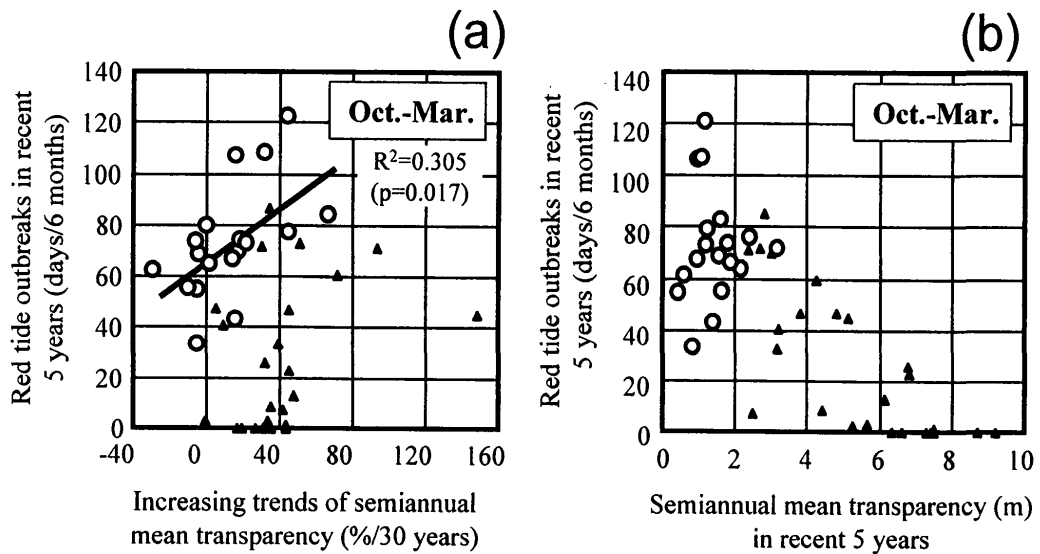 (a)
Red tide outbreaks in recent
5 years (days/6 months)
140
120
100
80
60
40
20
0
Oct.-Mar.
R²=0.305
(p=0.017)
-40 0 40 80 120 160
Increasing trends of semiannual
mean transparency (%/30 years)
(b)
Red tide outbreaks in recent
5 years (days/6 months)
140
120
100
80
60
40
20
0
Oct.-Mar.
0 2 4 6 8 10
Semiannual mean transparency (m)
in recent 5 years